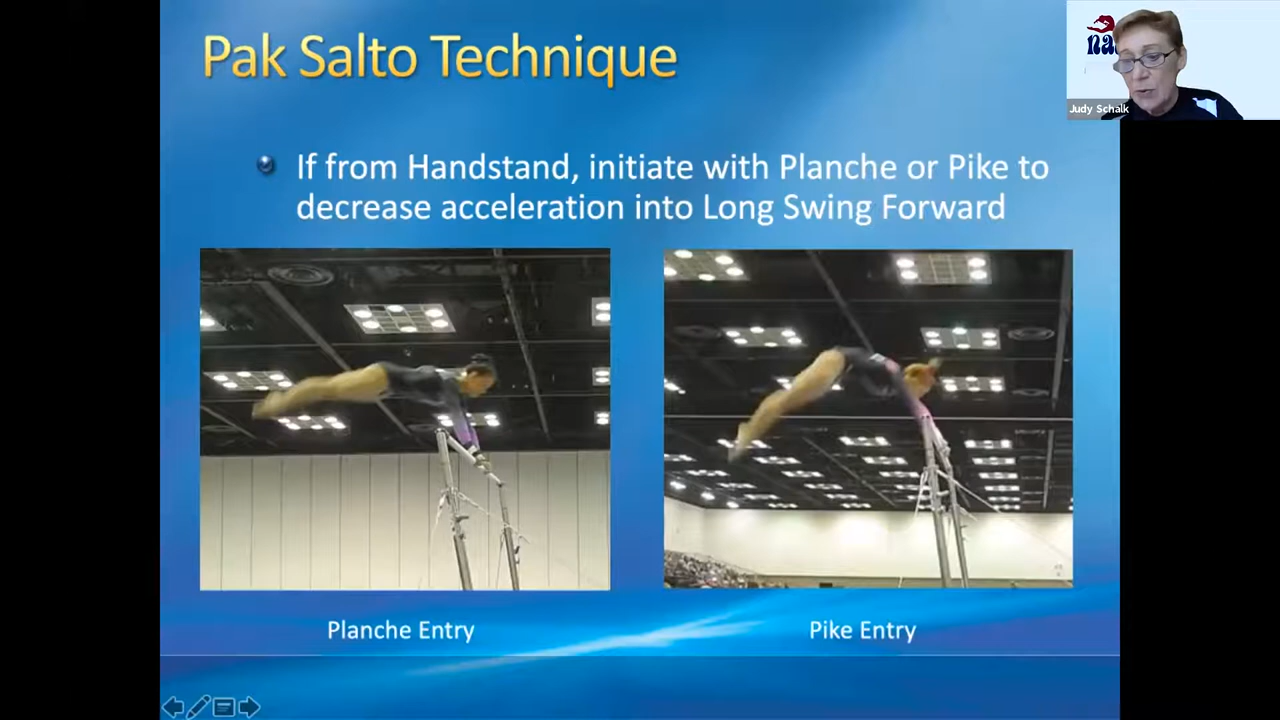 Pak Salto Technique
If from Handstand, initiate with Planche or Pike to
decrease acceleration into Long Swing Forward
Planche Entry
Pike Entry
na
Judy Schalk